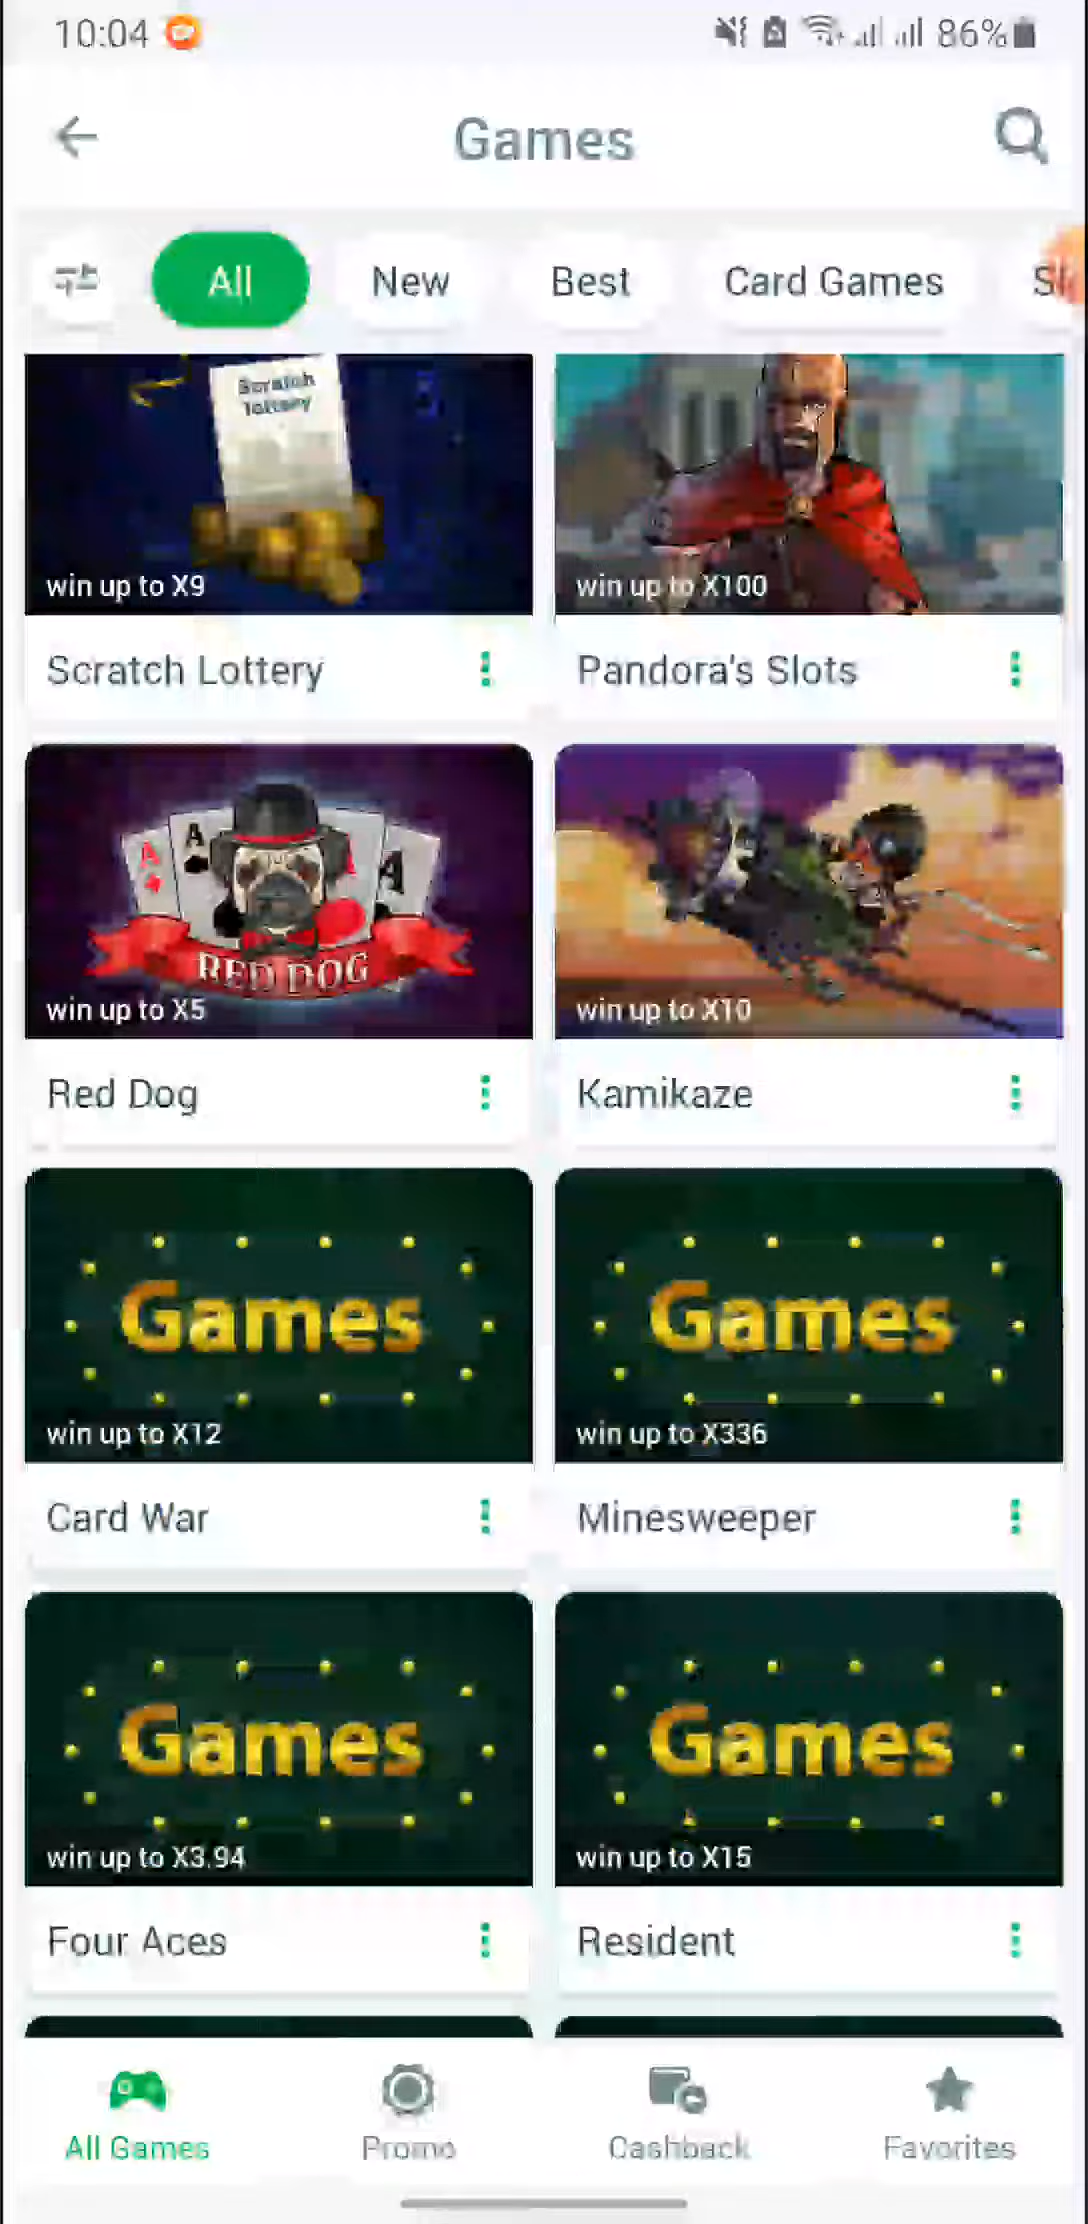 10:04 86%
Games
All New Best Card Games
Scratch
lottery
win up to X9 win up to X100
Scratch Lottery Pandora's Slots
A A A
RED DOG
win up to X5 win up to X10
Red Dog Kamikaze
Games Games
win up to X12 win up to X336
Card War Minesweeper
Games Games
win up to X3.94 win up to X15
Four Aces Resident
All Games Promo Cashback Favorites